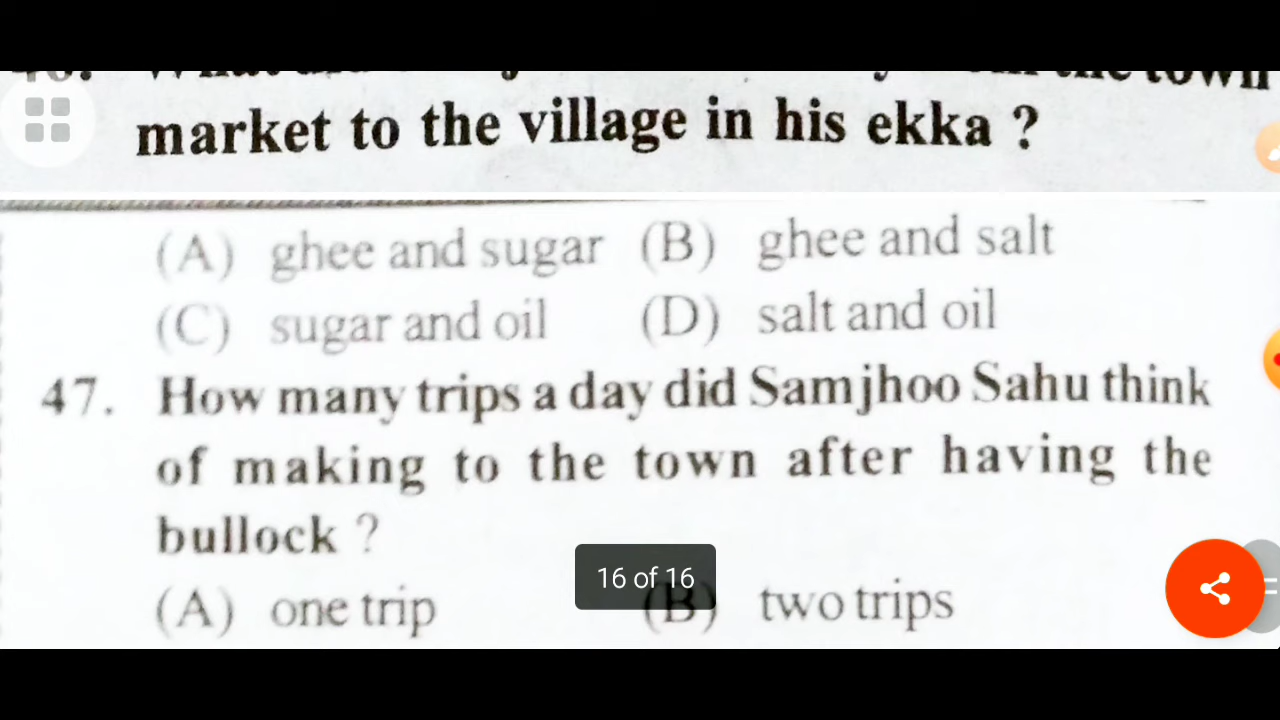 the town
market to the village in his ekka ?
(A) ghee and sugar (B) ghee and salt
(C) sugar and oil (D) salt and oil
47. How many trips a day did Samjhoo Sahu think
of making to the town after having the
bullock ?
16 of 16
(A) one trip (B) two trips